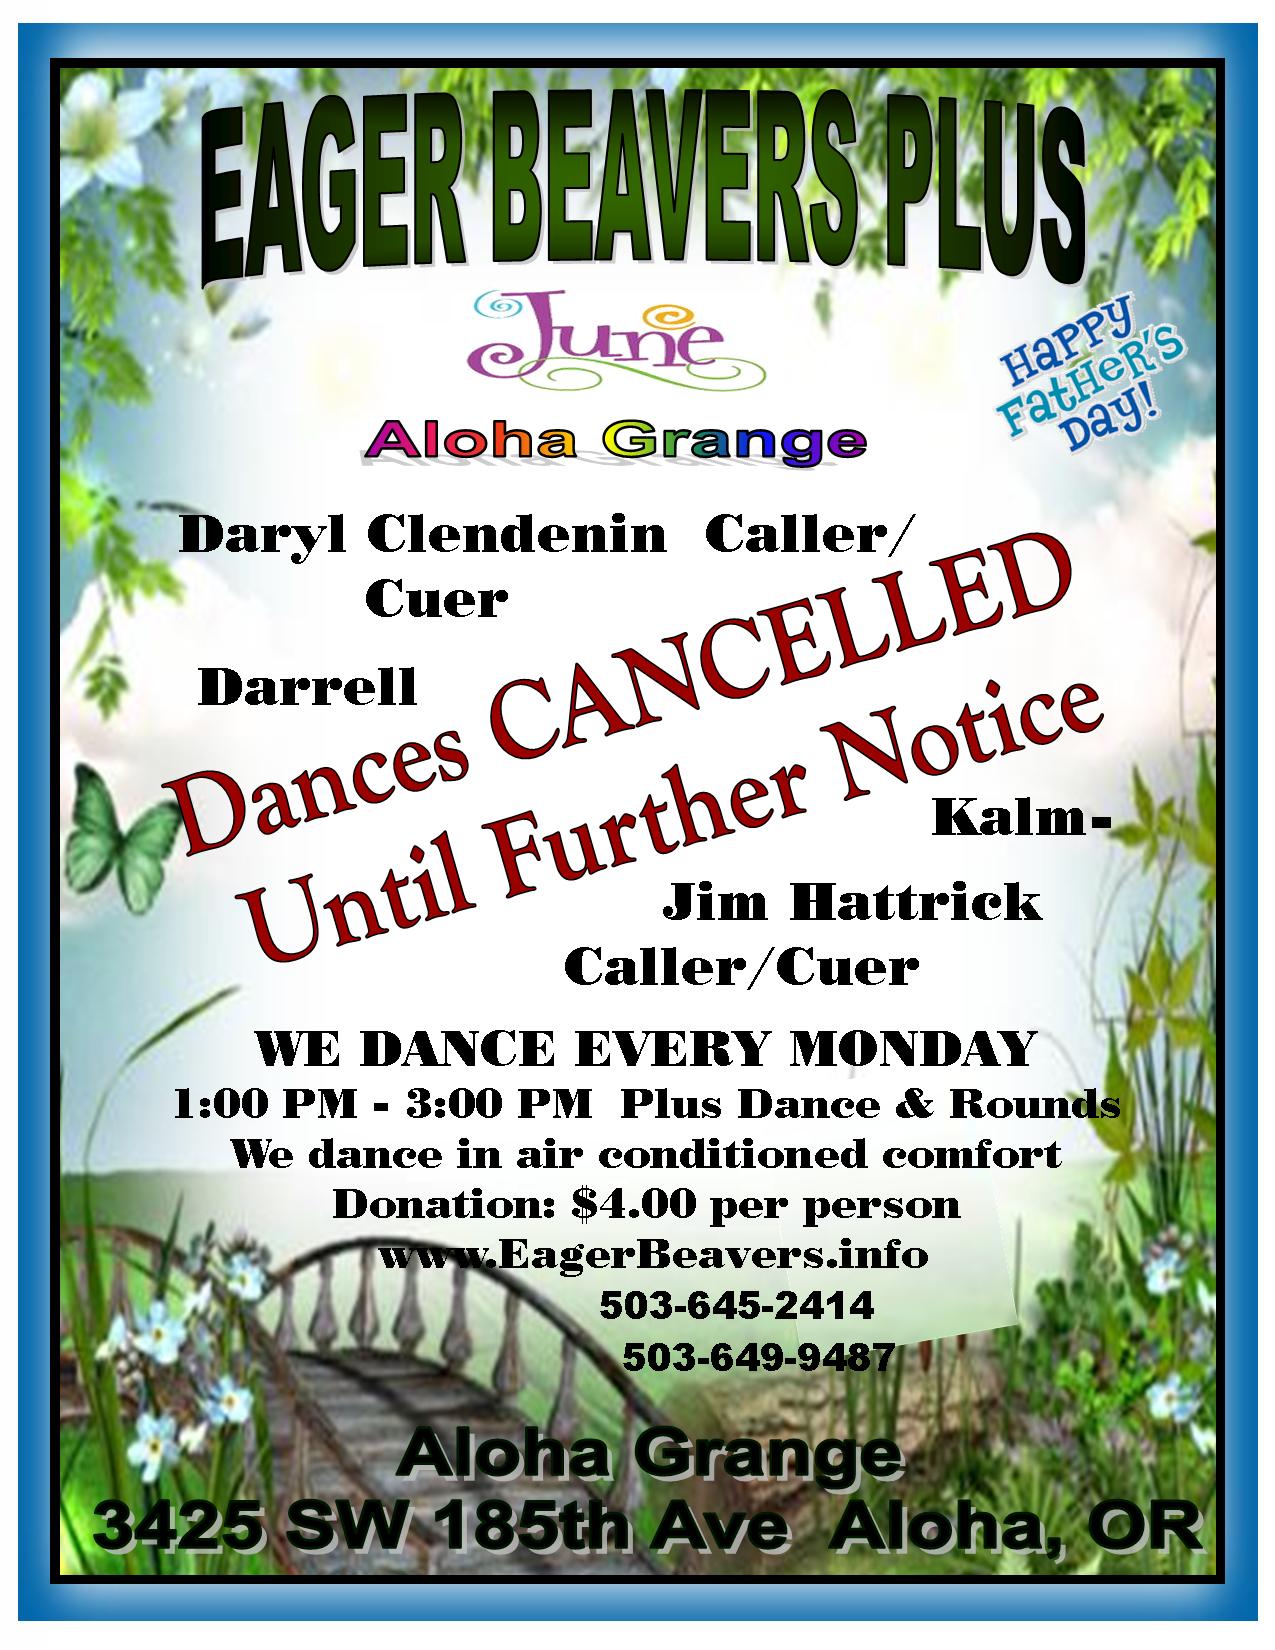 EAGER BEAVERS PLUS
June
HAPPY
FATHER'S
DAY!
Aloha Grange
Daryl Clendenin Caller/
Cuer
Darrell
Dances CANCELLED
Until Further Notice
Kalm-
Jim Hattrick
Caller/Cuer
WE DANCE EVERY MONDAY
1:00 PM - 3:00 PM Plus Dance & Rounds
We dance in air conditioned comfort
Donation: $4.00 per person
www.EagerBeavers.info
503-645-2414
503-649-9487
Aloha Grange
3425 SW 185th Ave Aloha, OR